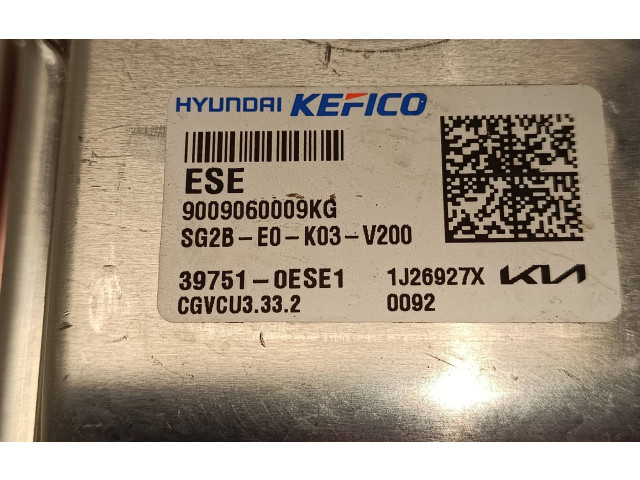 HYUNDAI KEFICO
ESE
9009060009KG
SG2B-E0-K03-V200
39751-0ESE1 1J26927X KIA
CGVCU3.33.2 0092